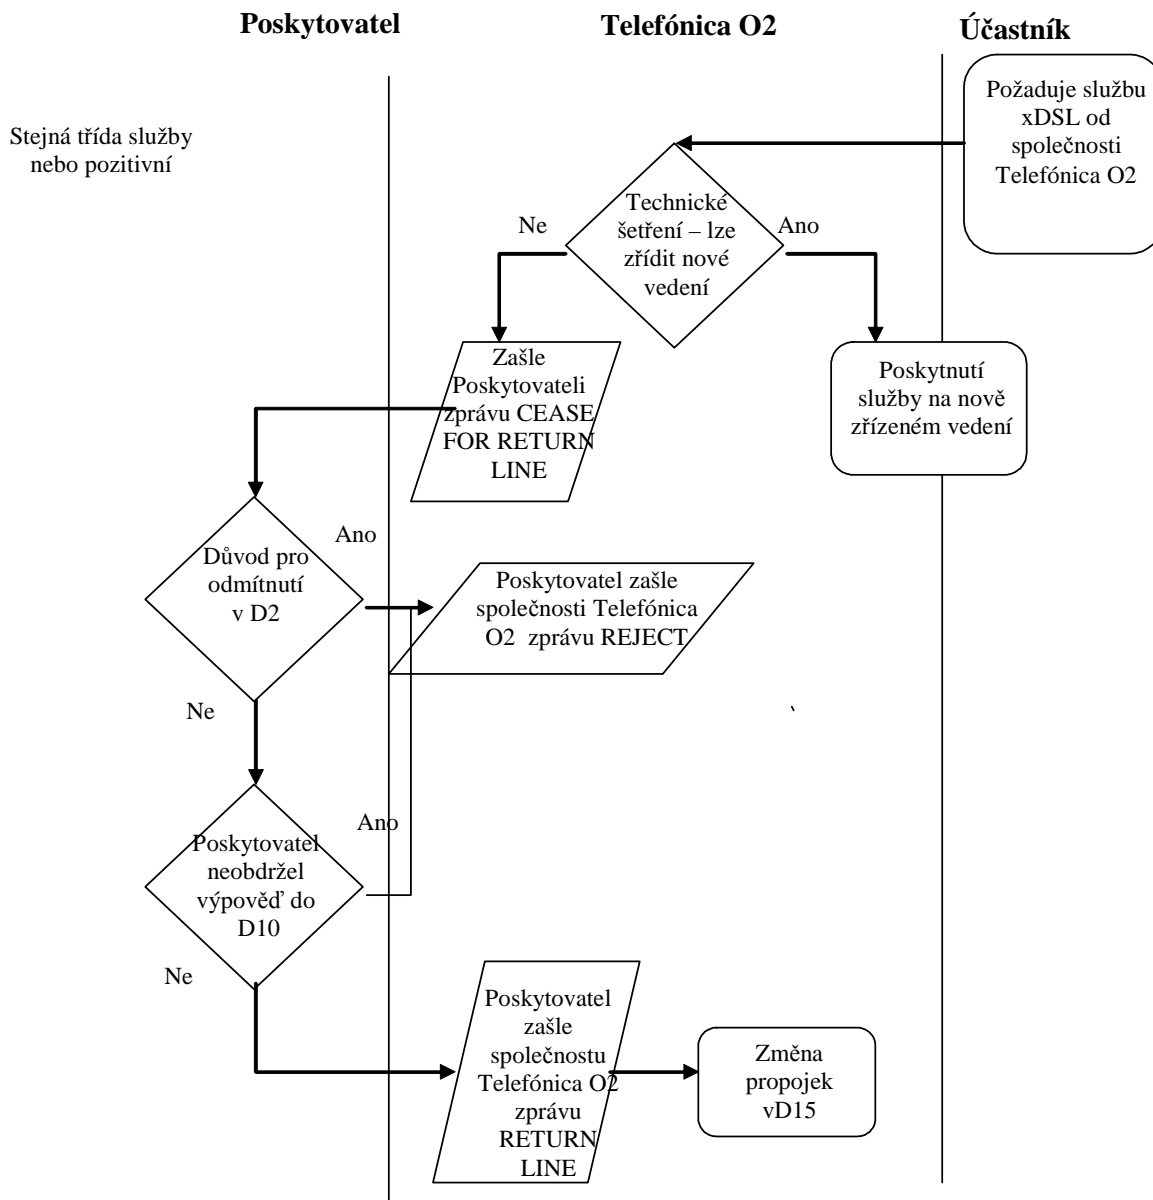 Poskytovatel
Telefónica O2
Účastník
Požaduje službu
xDSL od
společnosti
Telefónica O2
Stejná třída služby
nebo pozitivní
Technické
šetření – lze
zřídit nové
vedení
Ne
Ano
Zašle
Poskytovateli
zprávu CEASE
FOR RETURN
LINE
Poskytnutí
služby na nově
zřízeném vedení
Důvod pro
odmítnutí
v D2
Ano
Poskytovatel zašle
společnosti Telefónica
O2 zprávu REJECT
Ne
Poskytovatel
neobdržel
výpověď do
D10
Ano
Ne
Poskytovatel
zašle
společnostu
Telefónica O2
zprávu
RETURN
LINE
Změna
propojek
vD15